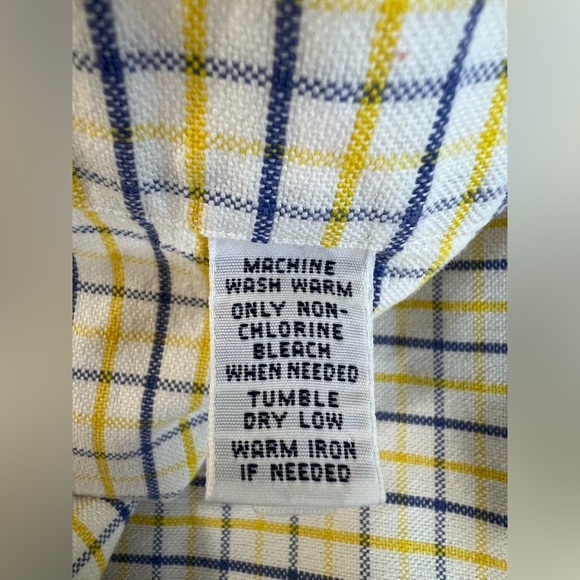 MACHINE
WASH WARM
ONLY NON-
CHLORINE
BLEACH
WHEN NEEDED
TUMBLE
DRY LOW
WARM IRON
IF NEEDED